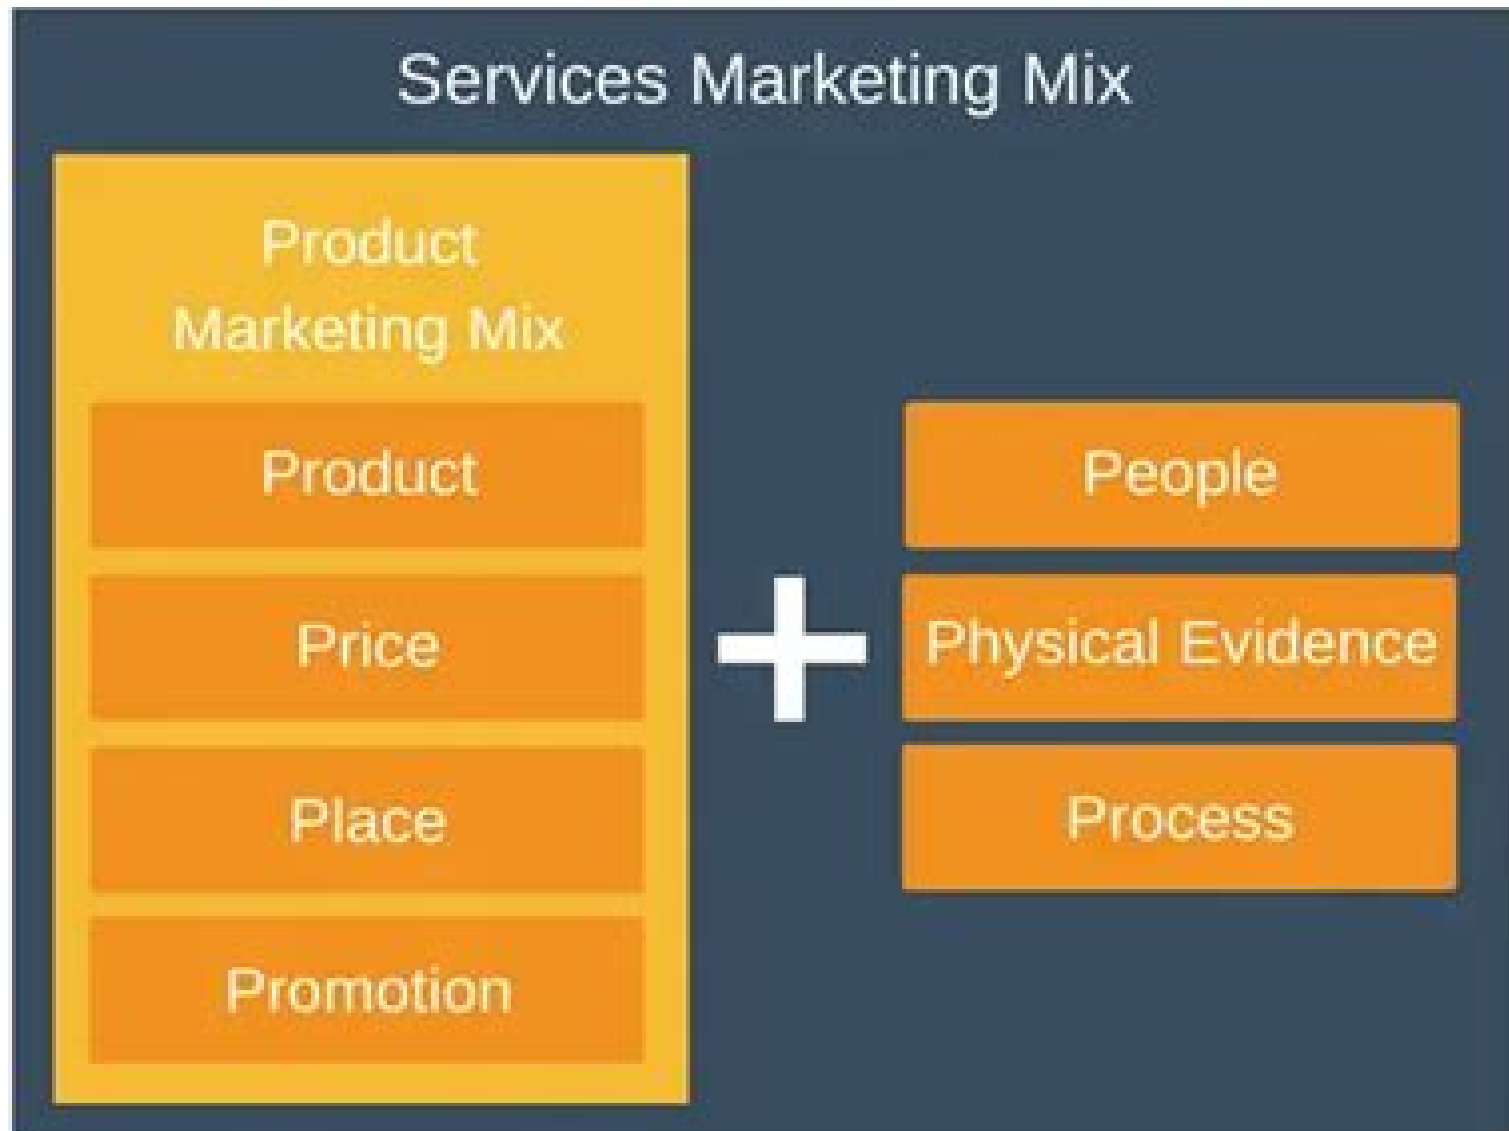 Services Marketing Mix
Product
Marketing Mix
Product
Price
Place
Promotion
People
Physical Evidence
Process